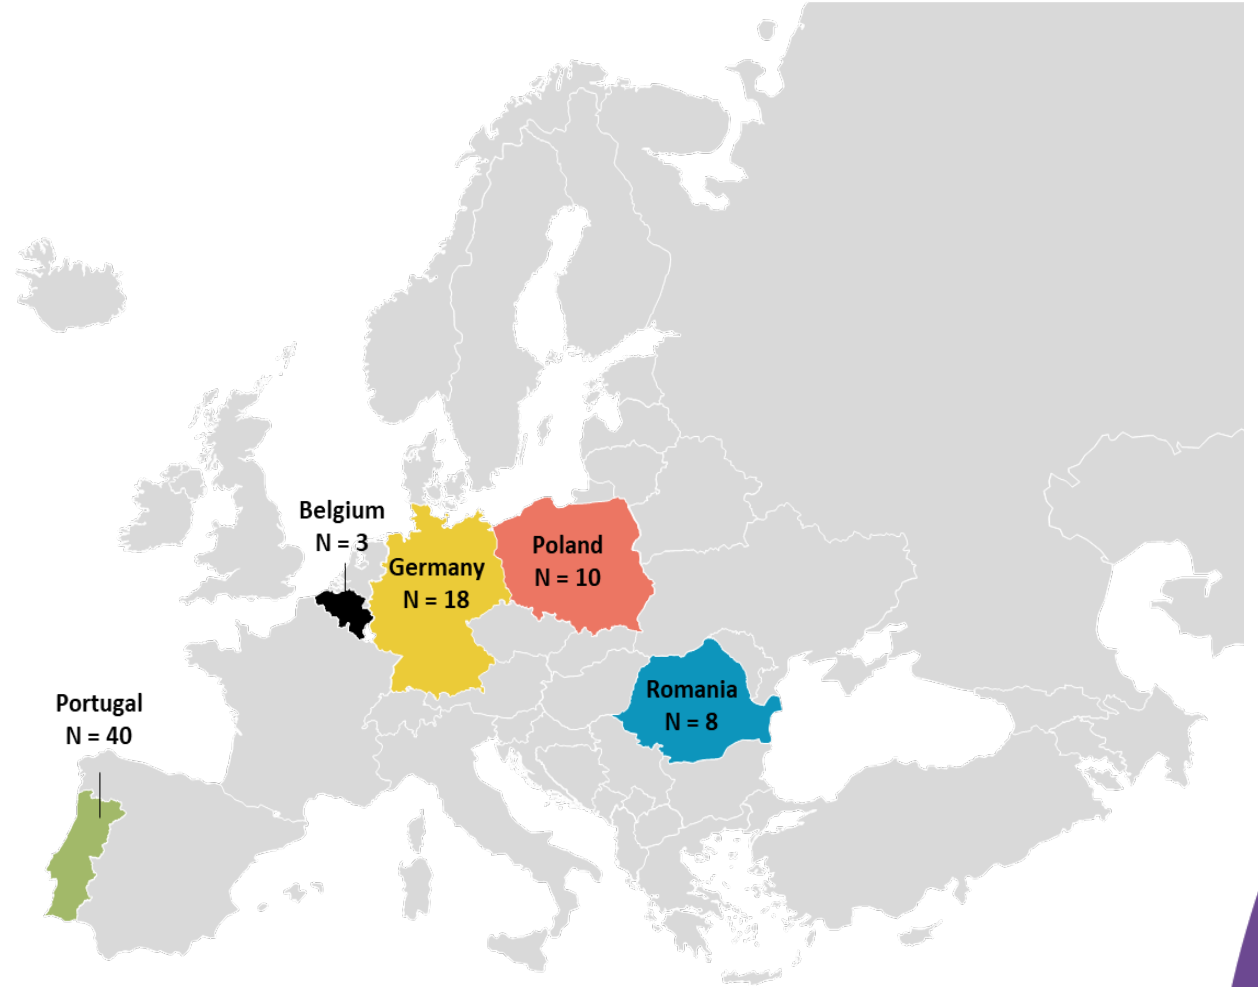 Belgium
N = 3
Germany
N = 18
Poland
N = 10
Romania
N = 8
Portugal
N = 40